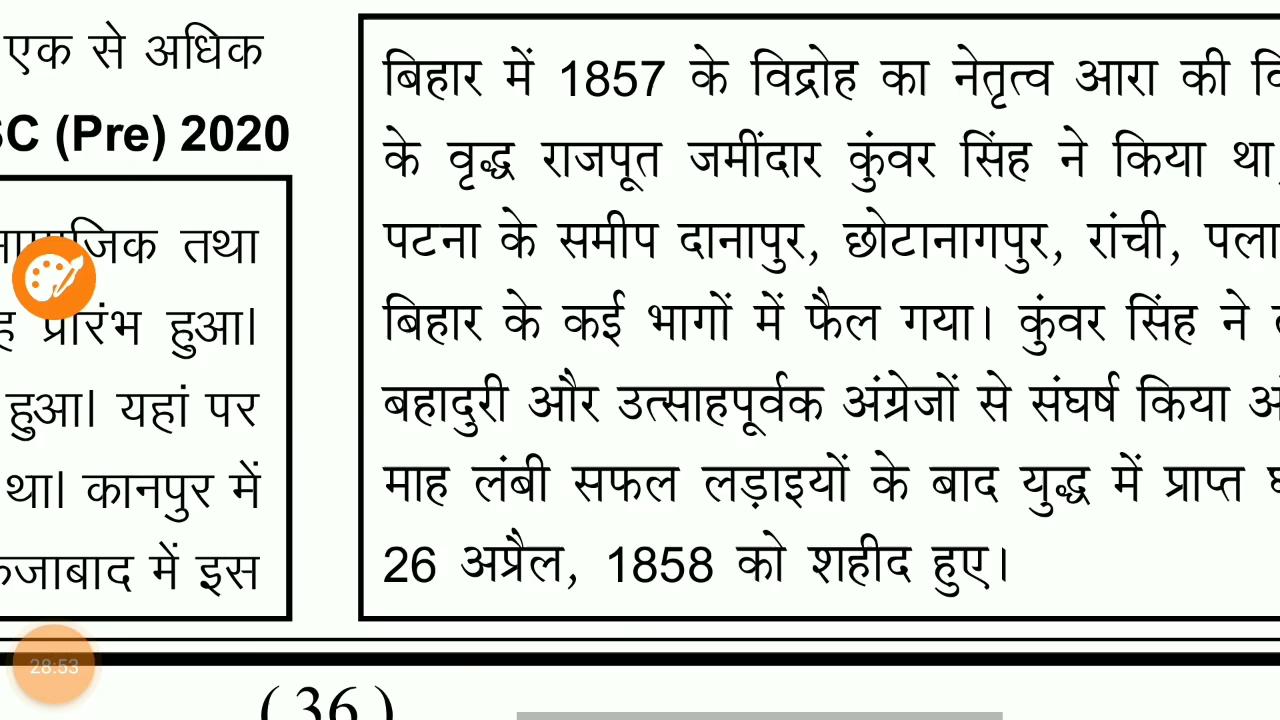 एक से अधिक
(Pre) 2020
तथा
प्रारंभ हुआ।
हुआ। यहां पर
था। कानपुर में
में इस
बिहार में 1857 के विद्रोह का नेतृत्व आरा की
के वृद्ध राजपूत जमींदार कुंवर सिंह ने किया था
पटना के समीप दानापुर, छोटानागपुर, रांची,
बिहार के कई भागों में फैल गया। कुंवर सिंह ने
बहादुरी और उत्साहपूर्वक अंग्रेजों से संघर्ष किया
माह लंबी सफल लड़ाइयों के बाद युद्ध में प्राप्त
26 अप्रैल, 1858 को शहीद हुए।
28:53
( 36 )